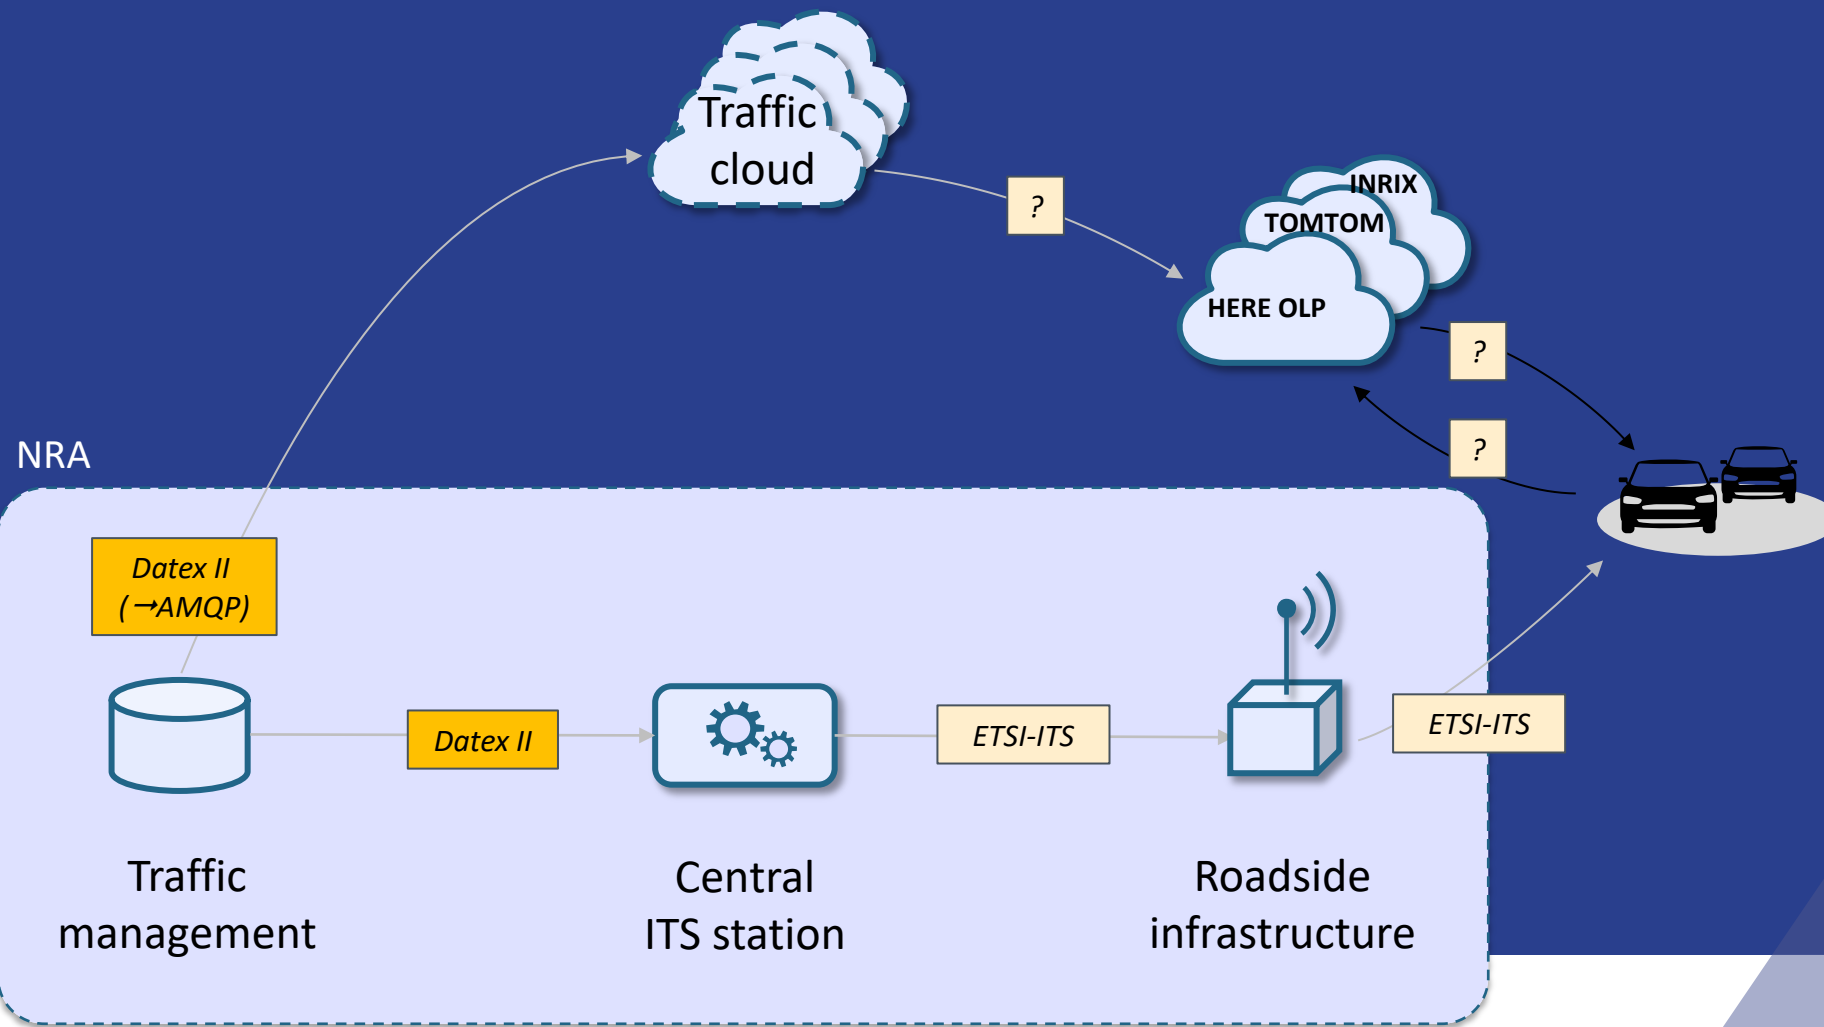 Traffic
cloud
?
INRIX
TOMTOM
HERE OLP
?
?
NRA
Datex II
(→AMQP)
Datex II
ETSI-ITS
ETSI-ITS
Traffic
management
Central
ITS station
Roadside
infrastructure